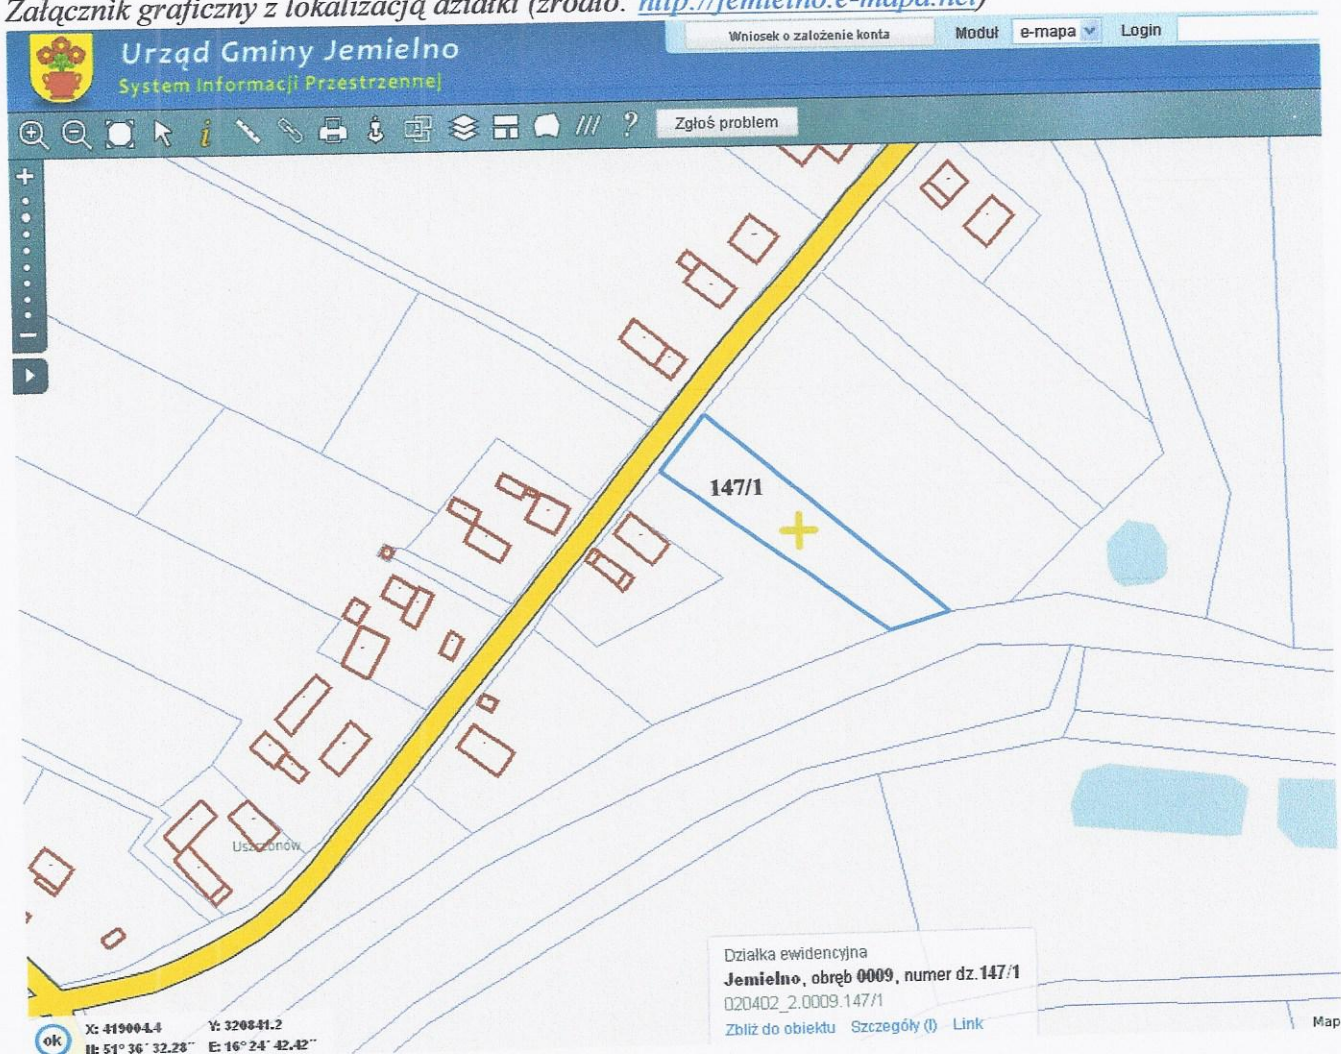 Załącznik graficzny z lokalizacją działki (źródło: http://jemielno.e-mapa.net)
Urząd Gminy Jemielno
System Informacji Przestrzennej
Wniosek o założenie konta
Moduł
e-mapa
Login
Zgłoś problem
147/1
Uszczonów
Działka ewidencyjna
Jemielno, obręb 0009, numer dz.147/1
020402_2.0009.147/1
Zbliż do obiektu Szczegóły (I) Link
ok
X: 419004.4 Y: 320841.2
N: 51° 36' 32.28" E: 16° 24' 42.42"
Map